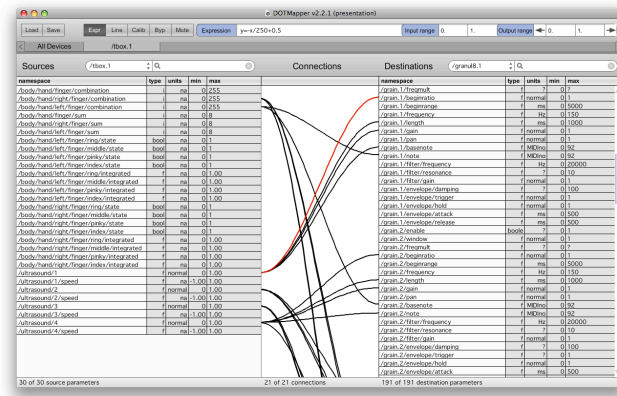 DOTMapper v2.2.1 (presentation)
Load Save Expr Line Calib Byp Mute Expression y=-x/250+0.5 Input range 0. 1. Output range 0. 1.
< All Devices /tbox.1
Sources /tbox.1 Connections Destinations /granul8.1
namespace type units min max
/body/hand/finger/combination i na 0 255
/body/hand/right/finger/combination i na 0 255
/body/hand/left/finger/combination i na 0 255
/body/hand/finger/sum i na 0 8
/body/hand/right/finger/sum i na 0 8
/body/hand/left/finger/sum i na 0 8
/body/hand/left/finger/ring/state bool na 0 1
/body/hand/left/finger/middle/state bool na 0 1
/body/hand/left/finger/pinky/state bool na 0 1
/body/hand/left/finger/index/state bool na 0 1
/body/hand/left/finger/ring/integrated f na 0 1.00
/body/hand/left/finger/middle/integrated f na 0 1.00
/body/hand/left/finger/pinky/integrated f na 0 1.00
/body/hand/left/finger/index/integrated f na 0 1.00
/body/hand/right/finger/ring/state bool na 0 1
/body/hand/right/finger/middle/state bool na 0 1
/body/hand/right/finger/pinky/state bool na 0 1
/body/hand/right/finger/index/state bool na 0 1
/body/hand/right/finger/ring/integrated f na 0 1.00
/body/hand/right/finger/middle/integrated f na 0 1.00
/body/hand/right/finger/pinky/integrated f na 0 1.00
/body/hand/right/finger/index/integrated f na 0 1.00
/ultrasound/1 f normal 0 1.00
/ultrasound/1/speed f na -1.00 1.00
/ultrasound/2 f normal 0 1.00
/ultrasound/2/speed f na -1.00 1.00
/ultrasound/3 f normal 0 1.00
/ultrasound/3/speed f na -1.00 1.00
/ultrasound/4 f normal 0 1.00
/ultrasound/4/speed f na -1.00 1.00
namespace type units min max
/grain.1/freqmult f ? 0 ?
/grain.1/beginratio f normal 0 1
/grain.1/beginrange f ms 0 5000
/grain.1/frequency f Hz 0 150
/grain.1/length f ms 0 1000
/grain.1/gain f normal 0 1
/grain.1/pan f normal 0 1
/grain.1/basenote f MIDIno 0 92
/grain.1/note f MIDIno 0 92
/grain.1/filter/frequency f Hz 0 20000
/grain.1/filter/resonance f ? 0 10
/grain.1/filter/gain f normal 0 1
/grain.1/envelope/damping f ? 0 100
/grain.1/envelope/trigger f normal 0 1
/grain.1/envelope/hold f normal 0 1
/grain.1/envelope/attack f ms 0 500
/grain.1/envelope/release f ms 0 500
/grain.2/enable boole ? 0 1
/grain.2/window f normal 0 1
/grain.2/freqmult f ? 0 ?
/grain.2/beginratio f normal 0 1
/grain.2/beginrange f ms 0 5000
/grain.2/frequency f Hz 0 150
/grain.2/length f ms 0 1000
/grain.2/gain f normal 0 1
/grain.2/pan f normal 0 1
/grain.2/basenote f MIDIno 0 92
/grain.2/note f MIDIno 0 92
/grain.2/filter/frequency f Hz 0 20000
/grain.2/filter/resonance f ? 0 10
/grain.2/filter/gain f normal 0 1
/grain.2/envelope/damping f ? 0 100
/grain.2/envelope/trigger f ? 0 1
/grain.2/envelope/hold f normal 0 1
/grain.2/envelope/attack f ms 0 500
30 of 30 source parameters 21 of 21 connections 191 of 191 destination parameters